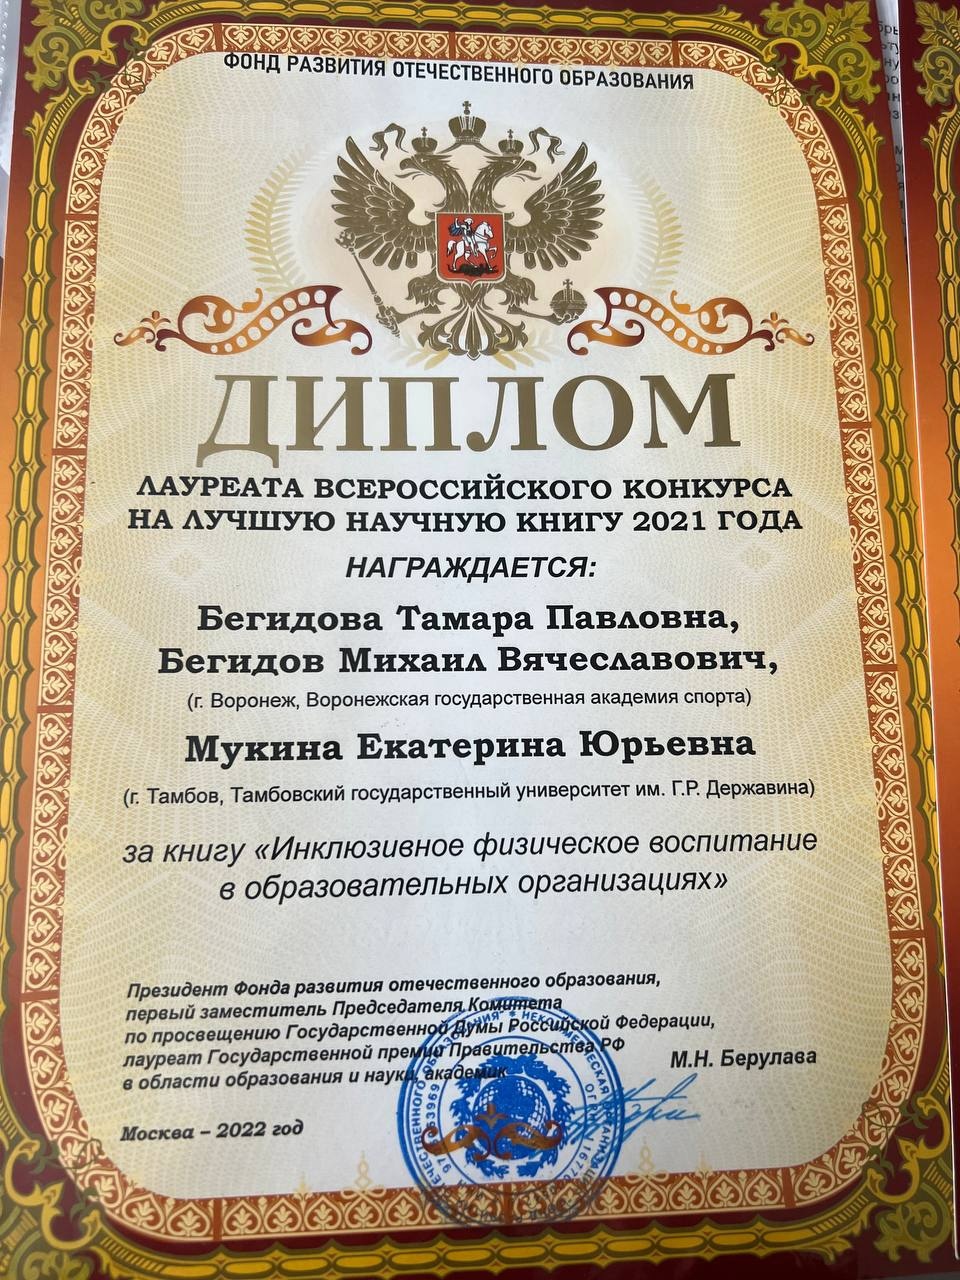 ФОНД РАЗВИТИЯ ОТЕЧЕСТВЕННОГО ОБРАЗОВАНИЯ
ДИПЛОМ
ЛАУРЕАТА ВСЕРОССИЙСКОГО КОНКУРСА
НА ЛУЧШУЮ НАУЧНУЮ КНИГУ 2021 ГОДА
НАГРАЖДАЕТСЯ:
Бегидова Тамара Павловна,
Бегидов Михаил Вячеславович,
(г. Воронеж, Воронежская государственная академия спорта)
Мукина Екатерина Юрьевна
(г. Тамбов, Тамбовский государственный университет им. Г.Р. Державина)
за книгу «Инклюзивное физическое воспитание
в образовательных организациях»
Президент Фонда развития отечественного образования,
первый заместитель Председателя Комитета
по просвещению Государственной Думы Российской Федерации,
лауреат Государственной премии Правительства РФ
в области образования и науки, академик
М.Н. Берулава
Москва – 2022 год